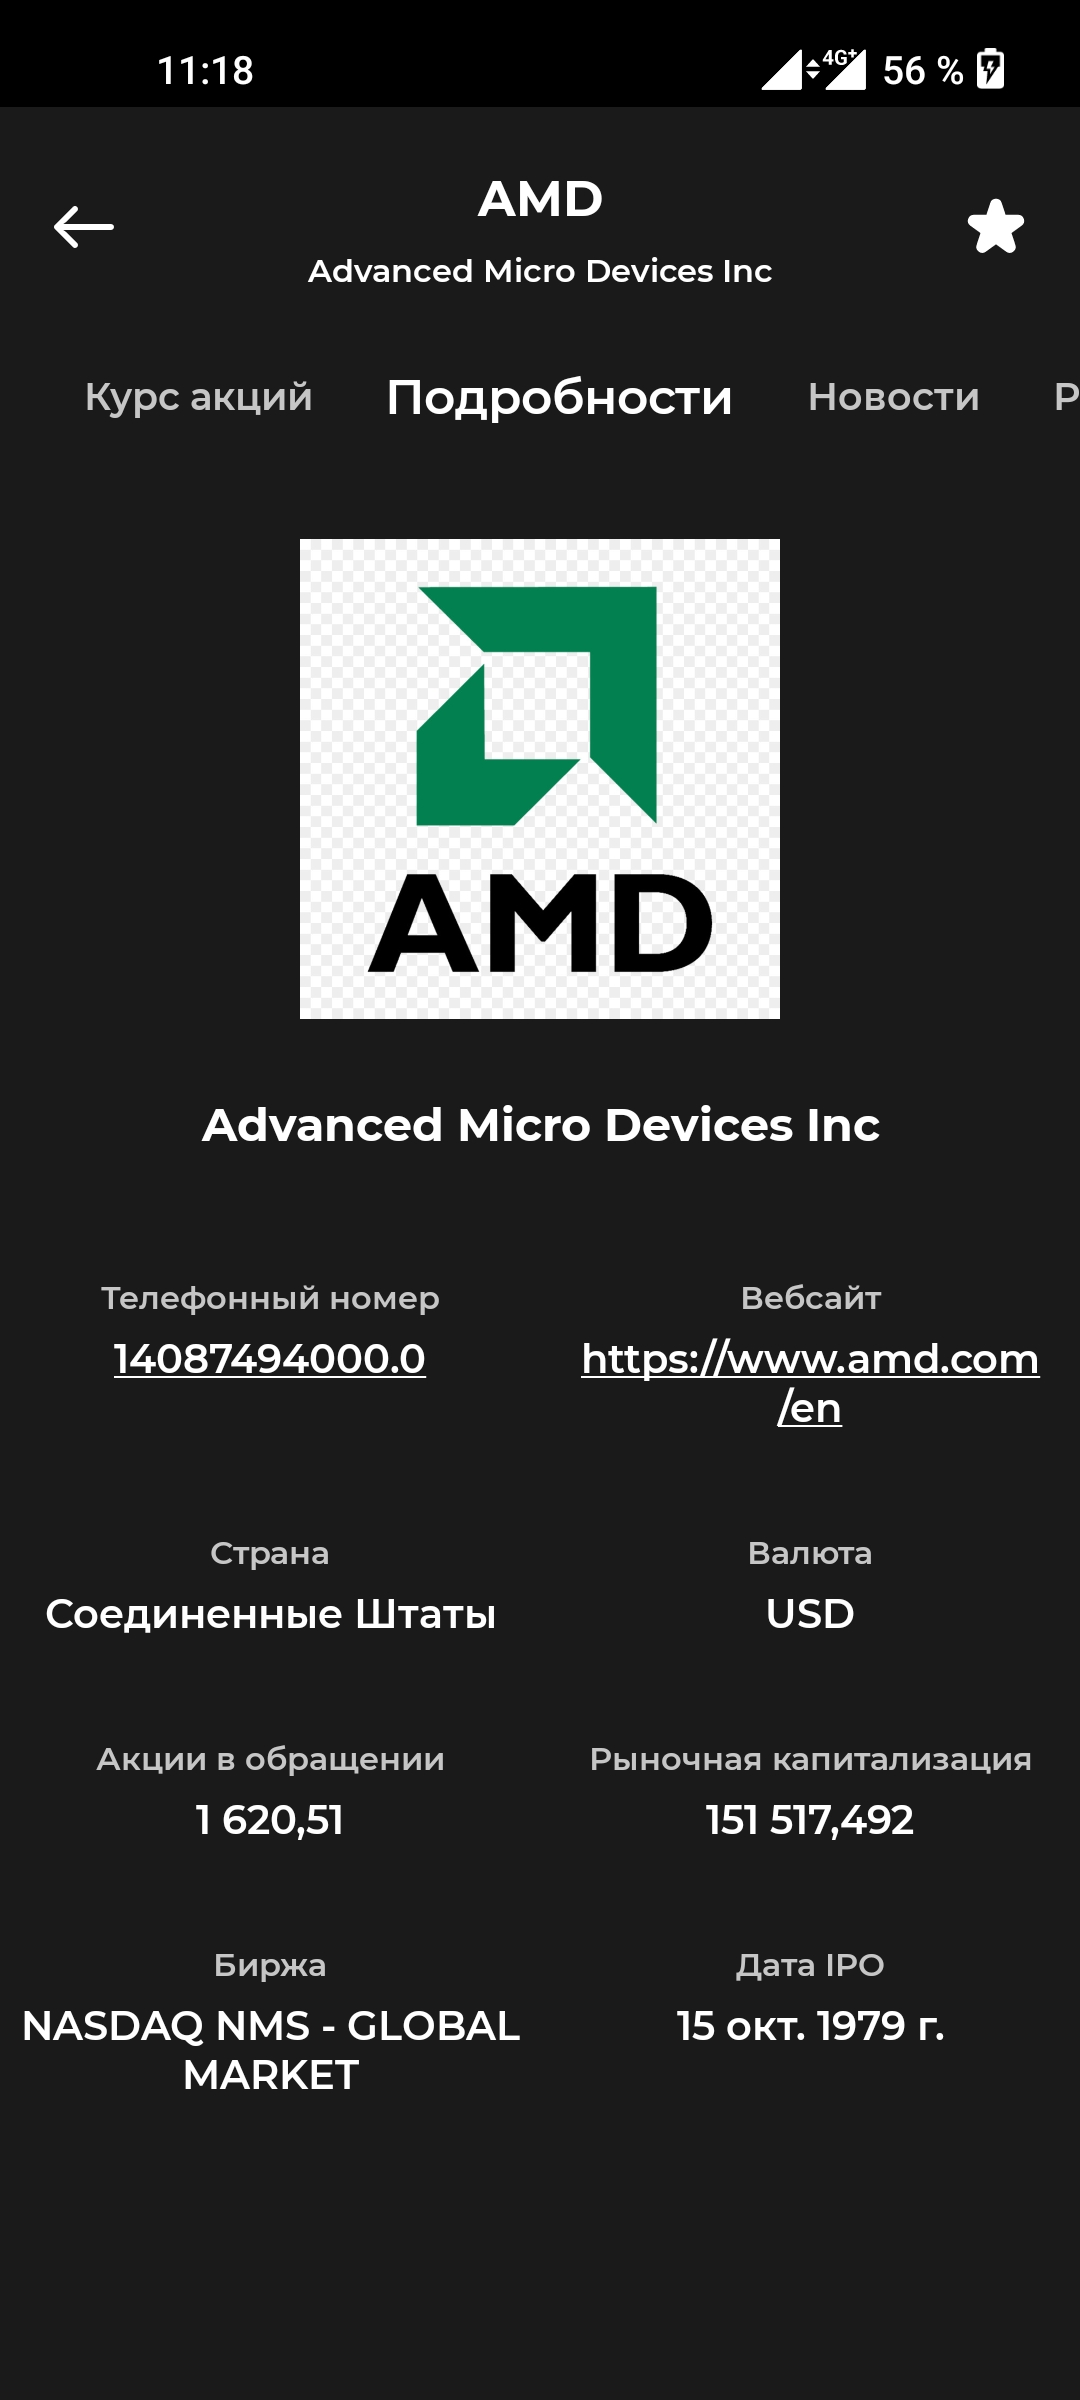 11:18
4G+ 56 %
AMD
Advanced Micro Devices Inc
Курс акций Подробности Новости Р
AMD
Advanced Micro Devices Inc
Телефонный номер Вебсайт
14087494000.0 https://www.amd.com
/en
Страна Валюта
Соединенные Штаты USD
Акции в обращении Рыночная капитализация
1 620,51 151 517,492
Биржа Дата IPO
NASDAQ NMS - GLOBAL 15 окт. 1979 г.
MARKET